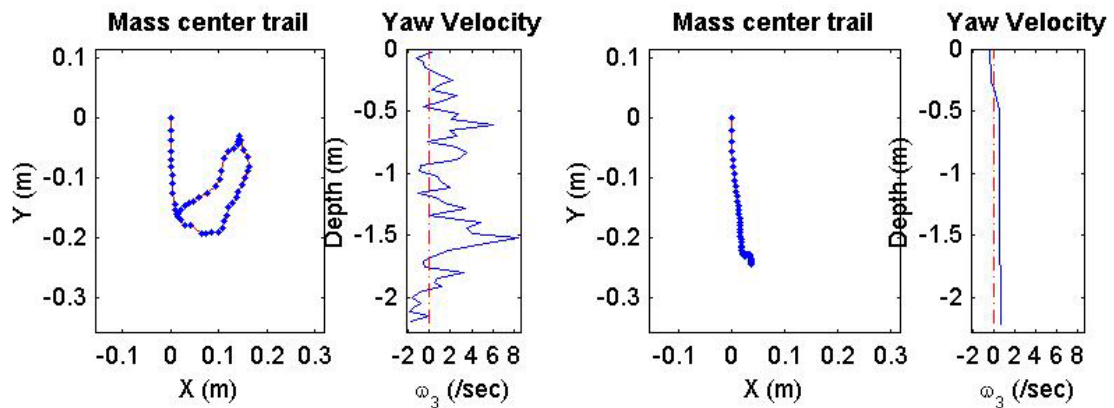 Mass center trail Yaw Velocity Mass center trail Yaw Velocity
0.1
0
-0.1
-0.2
-0.3
Y (m)
-0.1 0 0.1 0.2 0.3
X (m)
0
-0.5
-1
-1.5
-2
Depth (m)
-2 0 2 4 6 8
ω3 (/sec)
0.1
0
-0.1
-0.2
-0.3
Y (m)
-0.1 0 0.1 0.2 0.3
X (m)
0
-0.5
-1
-1.5
-2
Depth (m)
-2 0 2 4 6 8
ω3 (/sec)